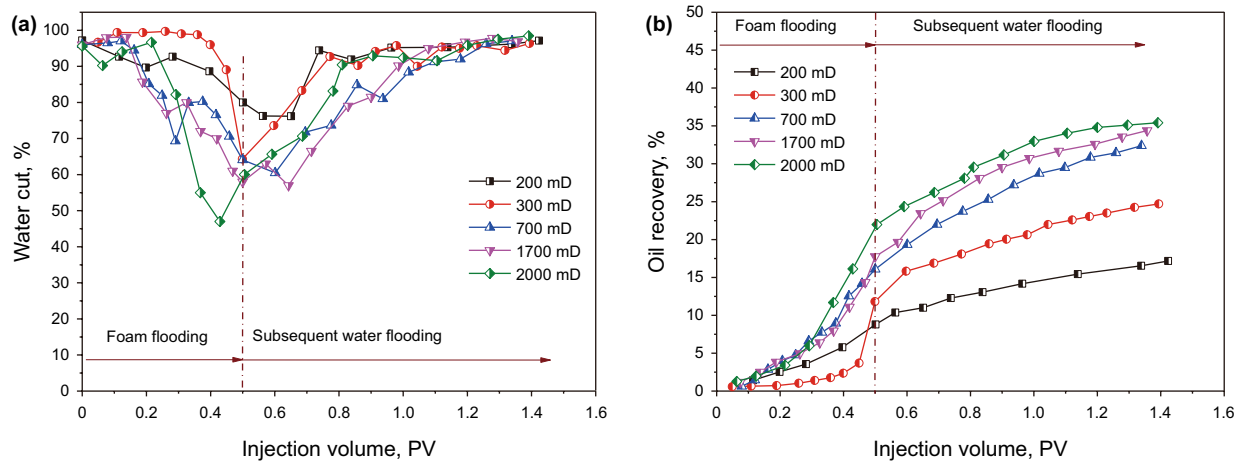 (a)
100
90
80
70
60
50
40
30
20
10
0
Water cut, %
200 mD
300 mD
700 mD
1700 mD
2000 mD
Foam flooding
Subsequent water flooding
0
0.2
0.4
0.6
0.8
1.0
1.2
1.4
1.6
Injection volume, PV
(b)
50
45
40
35
30
25
20
15
10
5
0
Oil recovery, %
Foam flooding
Subsequent water flooding
200 mD
300 mD
700 mD
1700 mD
2000 mD
0
0.2
0.4
0.6
0.8
1.0
1.2
1.4
1.6
Injection volume, PV